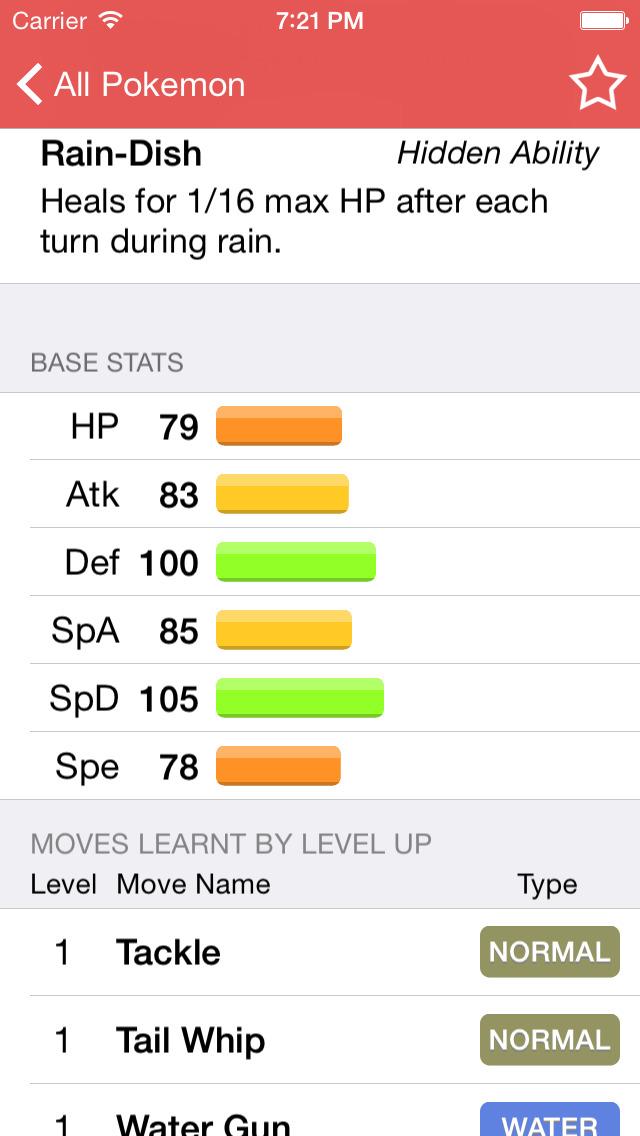 Carrier 7:21 PM
All Pokemon
Rain-Dish Hidden Ability
Heals for 1/16 max HP after each
turn during rain.
BASE STATS
HP 79
Atk 83
Def 100
SpA 85
SpD 105
Spe 78
MOVES LEARNT BY LEVEL UP
Level Move Name Type
1 Tackle NORMAL
1 Tail Whip NORMAL
1 Water Gun WATER